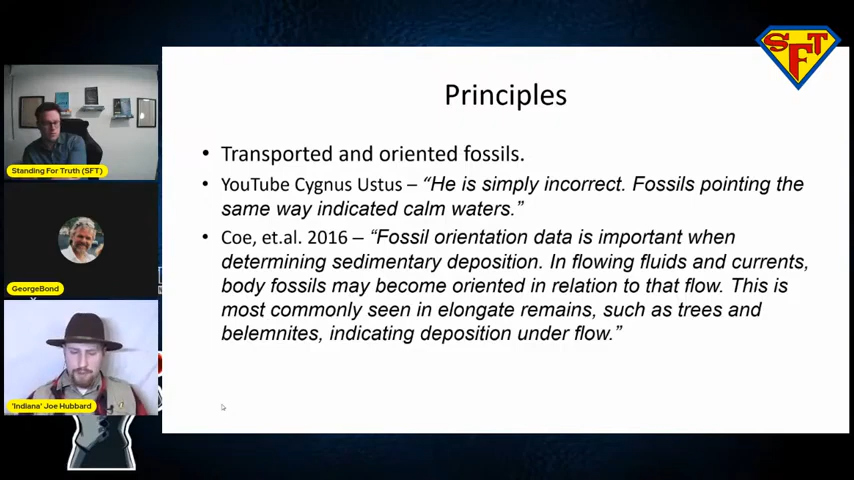 SFT
Principles
• Transported and oriented fossils.
• YouTube Cygnus Ustus – “He is simply incorrect. Fossils pointing the
same way indicated calm waters.”
• Coe, et.al. 2016 – “Fossil orientation data is important when
determining sedimentary deposition. In flowing fluids and currents,
body fossils may become oriented in relation to that flow. This is
most commonly seen in elongate remains, such as trees and
belemnites, indicating deposition under flow.”
Standing For Truth (SFT)
GeorgeBond
'Indiana' Joe Hubbard